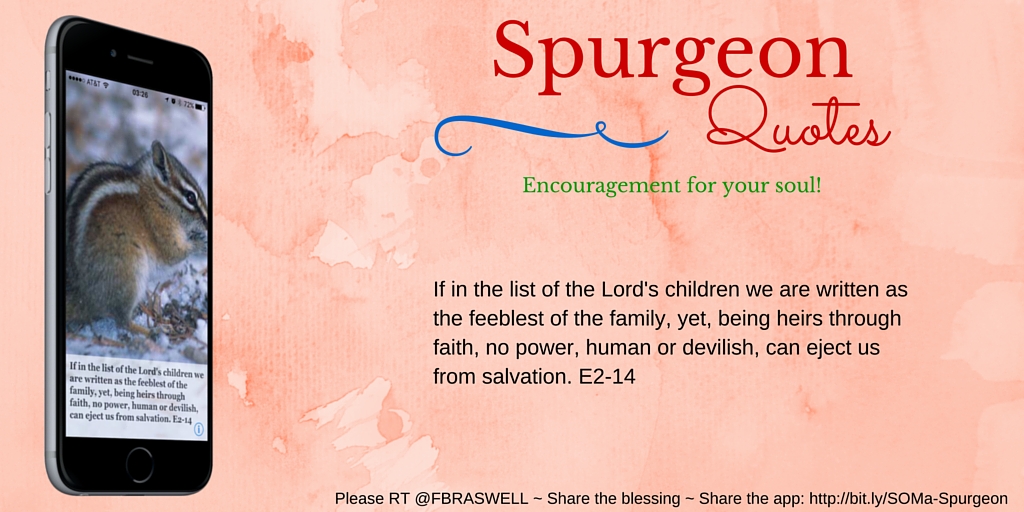 Spurgeon
Quotes
Encouragement for your soul!
If in the list of the Lord's children we are written as
the feeblest of the family, yet, being heirs through
faith, no power, human or devilish, can eject us
from salvation. E2-14
AT&T
03:26
72%
If in the list of the Lord's children we
are written as the feeblest of the
family, yet, being heirs through
faith, no power, human or devilish,
can eject us from salvation. E2-14
Please RT @FBRASWELL ~ Share the blessing ~ Share the app: http://bit.ly/SOMa-Spurgeon